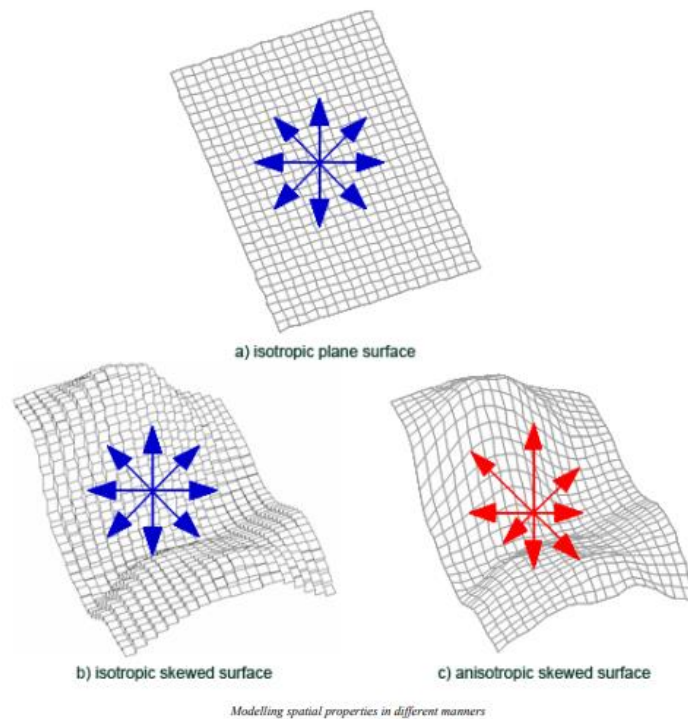 a) isotropic plane surface
b) isotropic skewed surface
c) anisotropic skewed surface
Modelling spatial properties in different manners